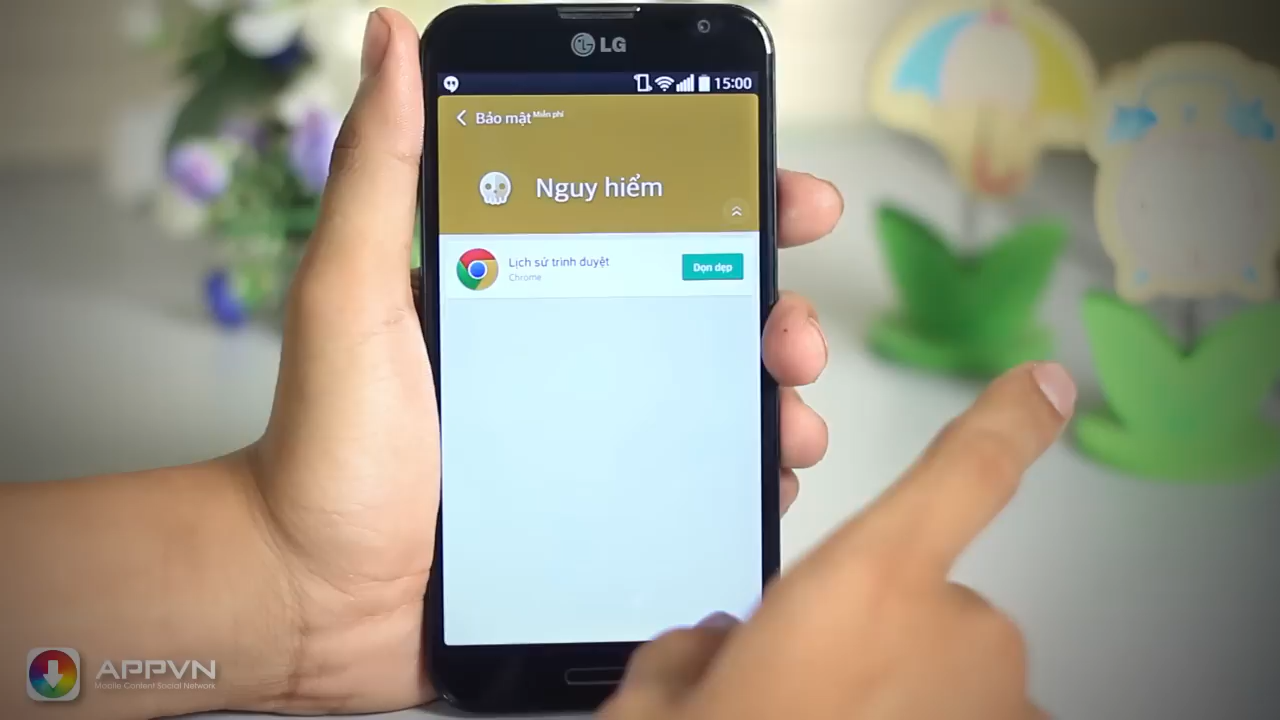 LG
15:00
Bảo mật Miễn phí
Nguy hiểm
Lịch sử trình duyệt
Chrome
Dọn dẹp
APPVN
Mobile Content Social Network